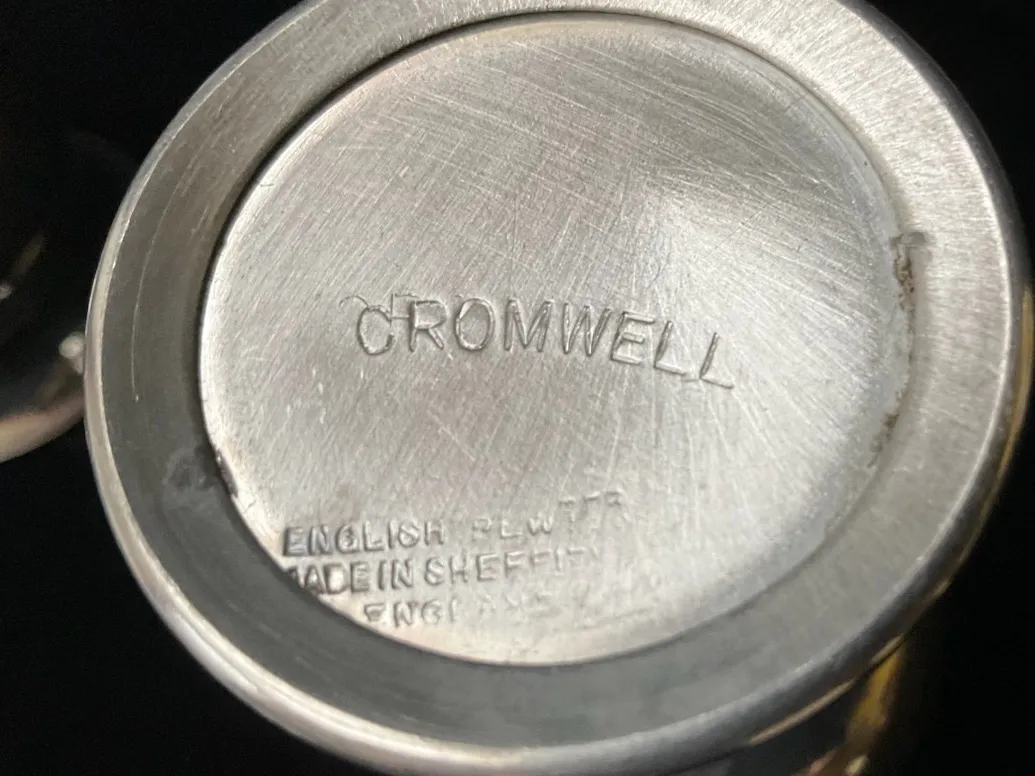 CROMWELL
ENGLISH PEWTER
MADE IN SHEFFIELD
ENGLAND